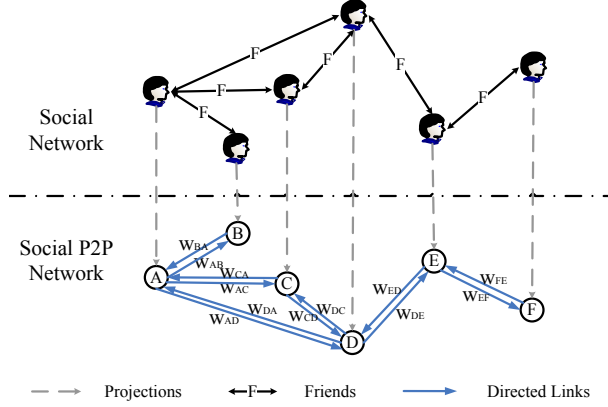 F
F
F
F
F
F
Social
Network
Social P2P
Network
B
WBA
WAB
A
WCA
WAC
C
WDA
WAD
WDC
WCD
D
E
WED
WDE
WFE
WEF
F
Projections
F
Friends
Directed Links